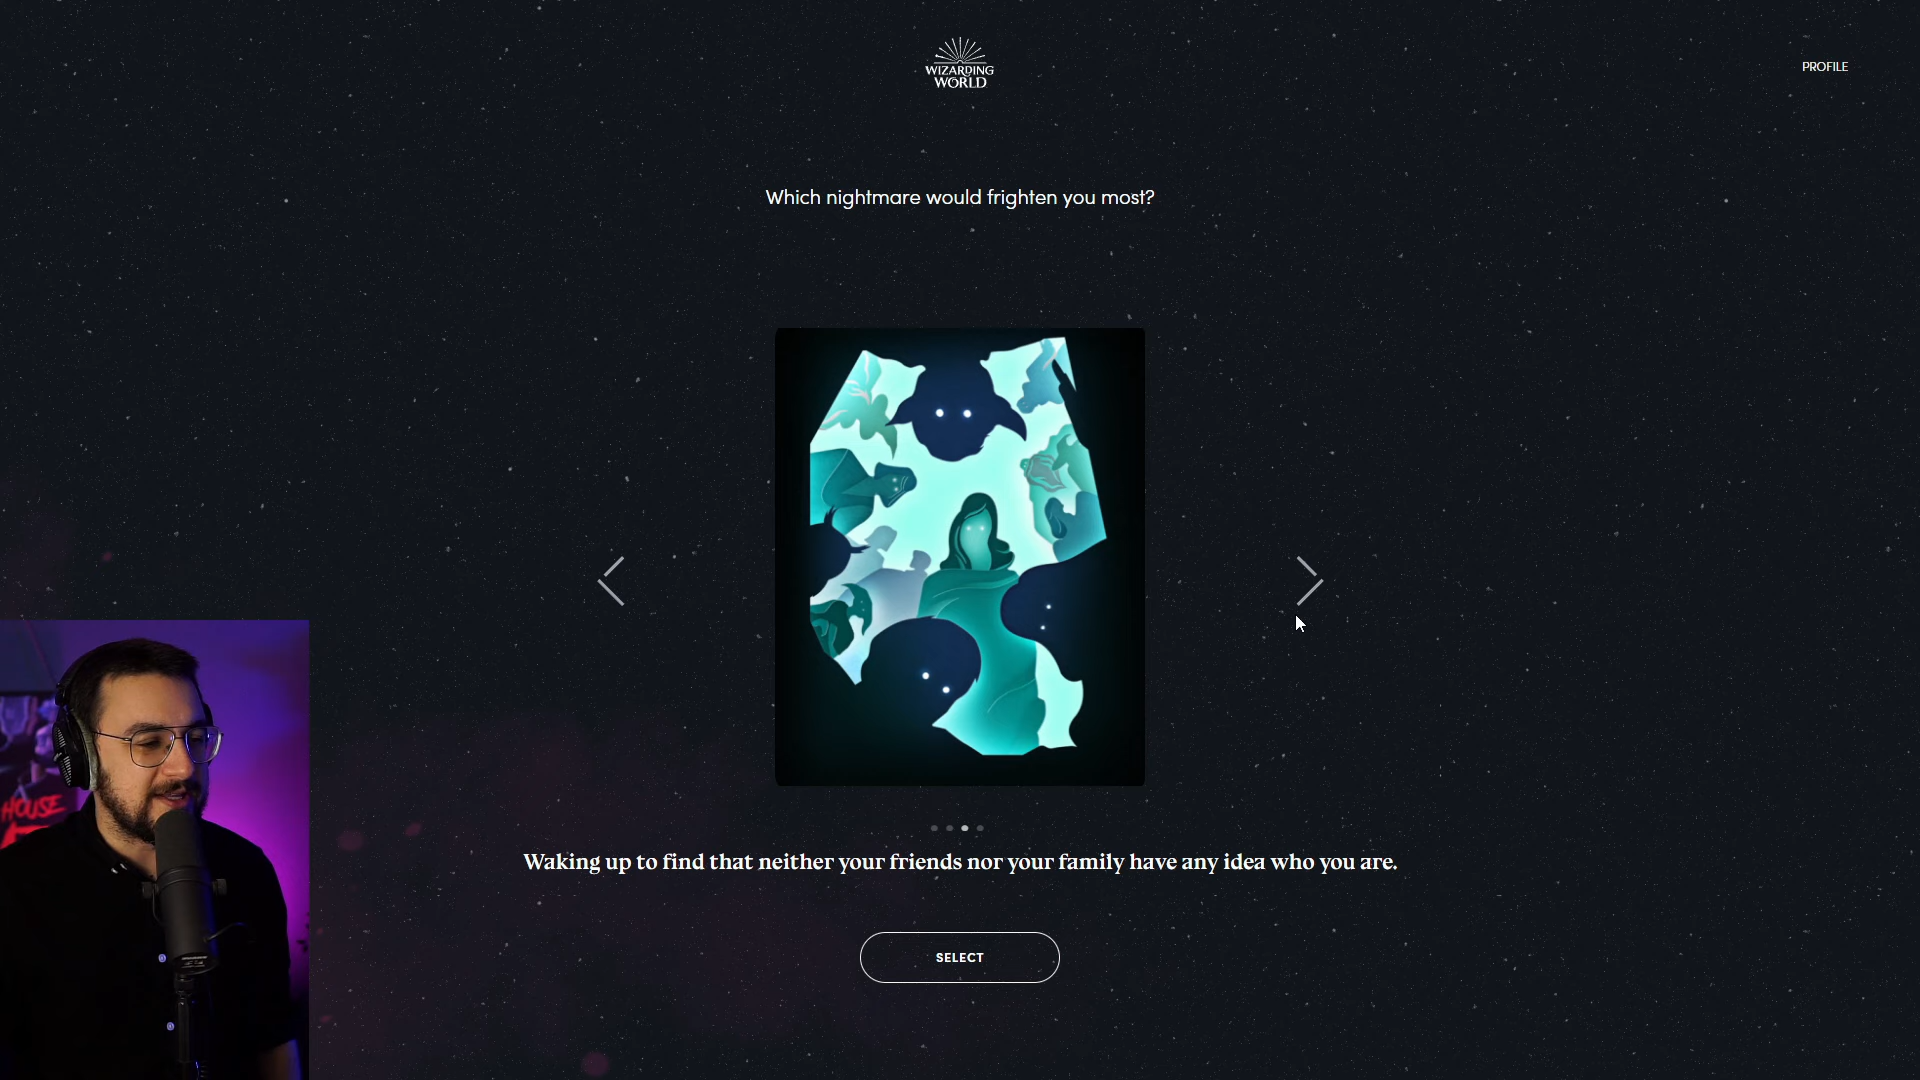 WIZARDING
WORLD
PROFILE
Which nightmare would frighten you most?
HOUSE
Waking up to find that neither your friends nor your family have any idea who you are.
SELECT